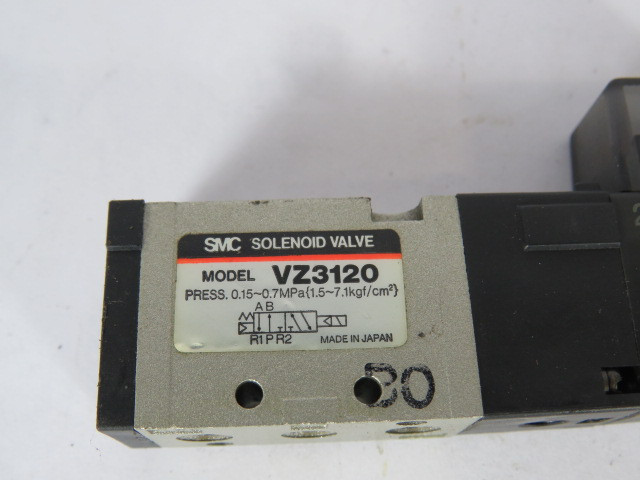 SMC SOLENOID VALVE
MODEL VZ3120
PRESS. 0.15~0.7MPa{1.5~7.1kgf/cm²}
A B
R1 P R2 MADE IN JAPAN
BO